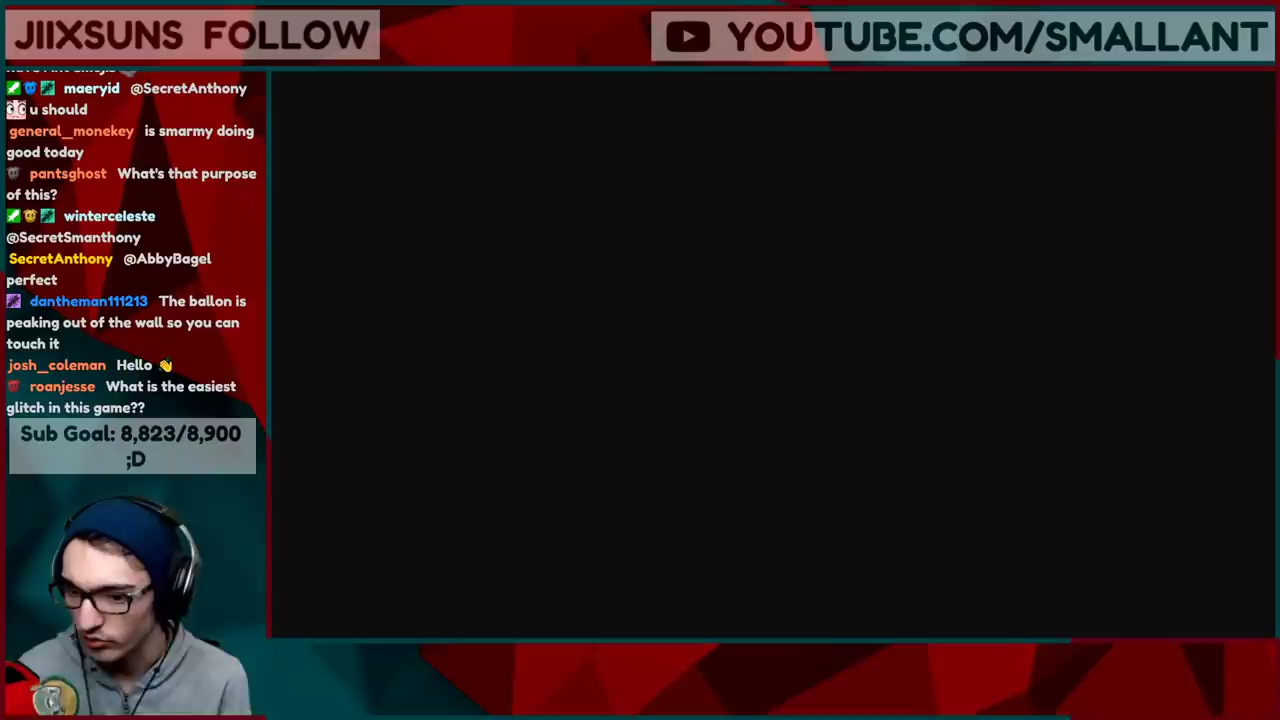 JIIXSUNS FOLLOW
YOUTUBE.COM/SMALLANT
maeryid @SecretAnthony
u should
general_monekey is smarmy doing
good today
pantsghost What's that purpose
of this?
winterceleste
@SecretSmanthony
SecretAnthony @AbbyBagel
perfect
dantheman111213 The ballon is
peaking out of the wall so you can
touch it
josh_coleman Hello 👋
roanjesse What is the easiest
glitch in this game??
Sub Goal: 8,823/8,900
;D